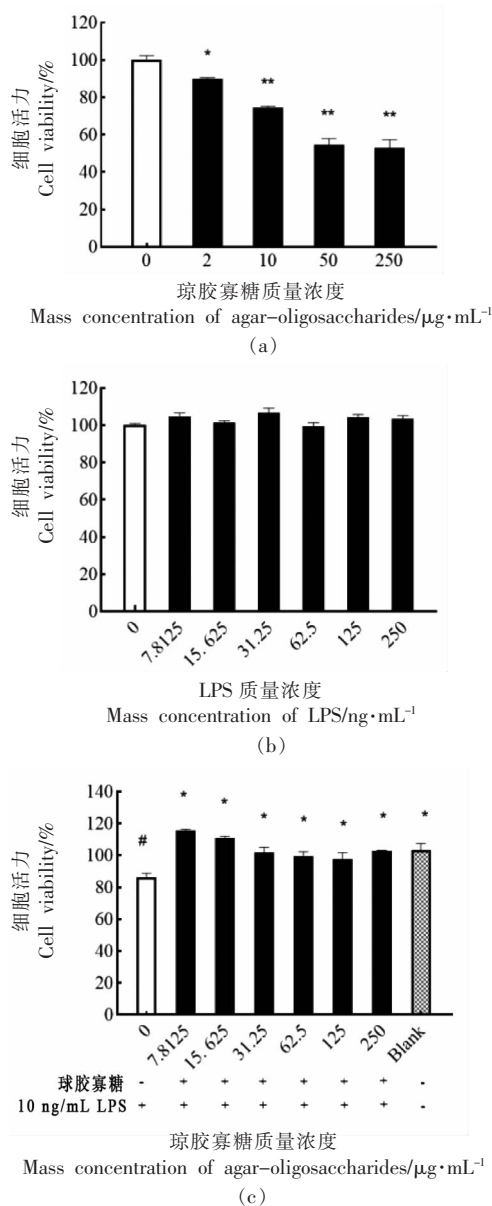 120
100
80
60
40
20
0
细胞活力
Cell viability/%
*
**
**
**
0 2 10 50 250
琼胶寡糖质量浓度
Mass concentration of agar-oligosaccharides/μg·mL⁻¹
(a)
120
100
80
60
40
20
0
细胞活力
Cell viability/%
0 7.8125 15. 625 31.25 62.5 125 250
LPS 质量浓度
Mass concentration of LPS/ng·mL⁻¹
(b)
140
120
100
80
60
40
20
0
细胞活力
Cell viability/%
# * * * * * * *
0 7.8125 15. 625 31.25 62.5 125 250 Blank
球胶寡糖 - + + + + + + -
10 ng/mL LPS + + + + + + + -
琼胶寡糖质量浓度
Mass concentration of agar-oligosaccharides/μg·mL⁻¹
(c)